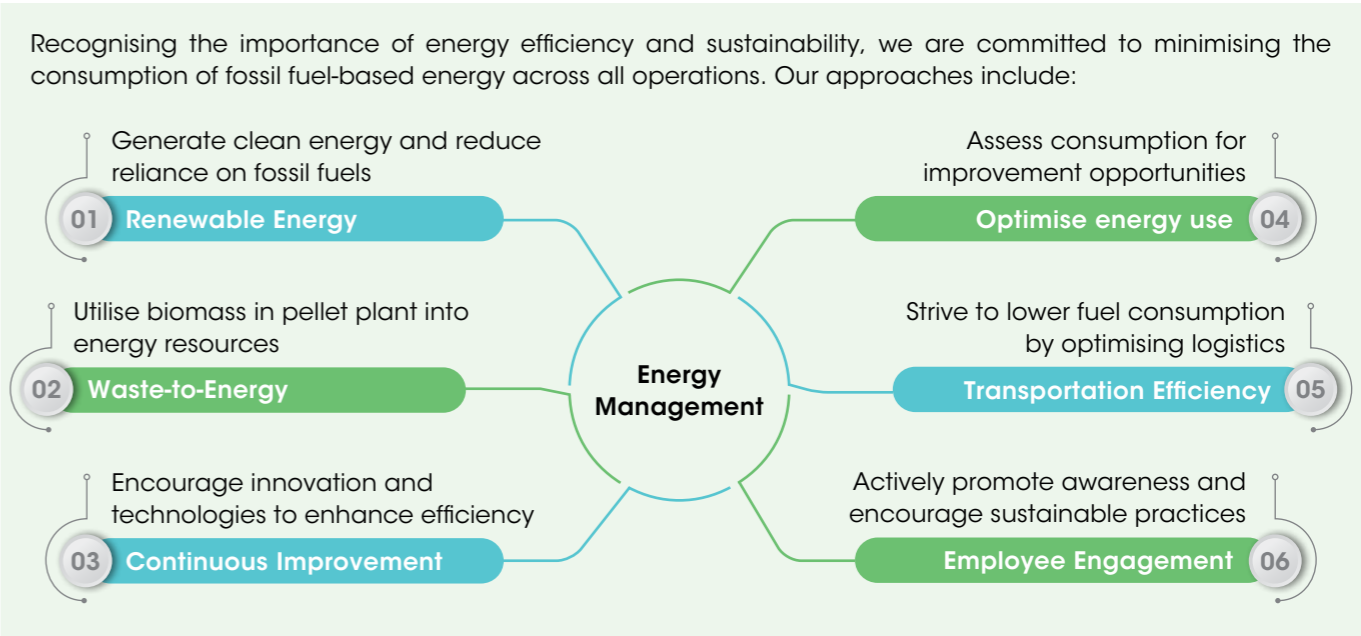 Recognising the importance of energy efficiency and sustainability, we are committed to minimising the
consumption of fossil fuel-based energy across all operations. Our approaches include:
Generate clean energy and reduce
reliance on fossil fuels
01 Renewable Energy
Utilise biomass in pellet plant into
energy resources
02 Waste-to-Energy
Encourage innovation and
technologies to enhance efficiency
03 Continuous Improvement
Energy
Management
Assess consumption for
improvement opportunities
Optimise energy use 04
Strive to lower fuel consumption
by optimising logistics
Transportation Efficiency 05
Actively promote awareness and
encourage sustainable practices
Employee Engagement 06